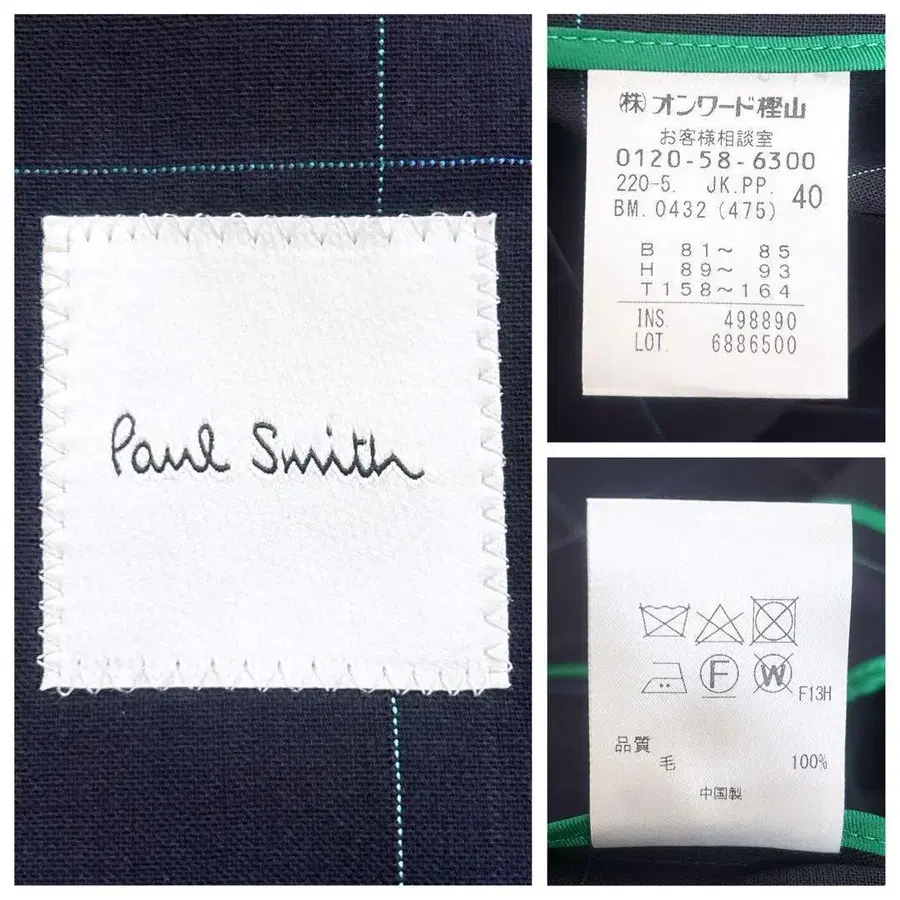 Paul Smith
(株)オンワード樫山
お客様相談室
0120-58-6300
220-5. JK.PP. 40
BM. 0432 (475)
B 81~ 85
H 89~ 93
T158~164
INS. 498890
LOT. 6886500
F
W
F13H
品質
毛 100%
中国製